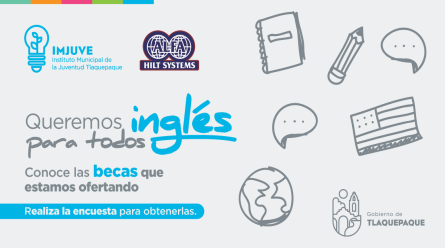 IMJUVE
Instituto Municipal de
la Juventud Tlaquepaque
ALFA
HILT SYSTEMS
Queremos inglés
para todos
Conoce las becas que
estamos ofertando
Realiza la encuesta para obtenerlas.
Gobierno de
TLAQUEPAQUE